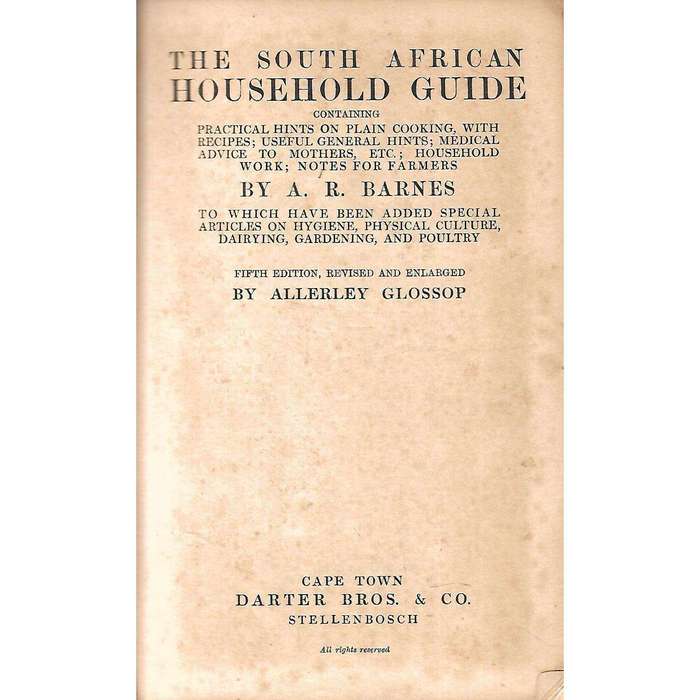 THE SOUTH AFRICAN
HOUSEHOLD GUIDE
CONTAINING
PRACTICAL HINTS ON PLAIN COOKING, WITH
RECIPES; USEFUL GENERAL HINTS; MEDICAL
ADVICE TO MOTHERS, ETC.; HOUSEHOLD
WORK; NOTES FOR FARMERS
BY A. R. BARNES
TO WHICH HAVE BEEN ADDED SPECIAL
ARTICLES ON HYGIENE, PHYSICAL CULTURE,
DAIRYING, GARDENING, AND POULTRY
FIFTH EDITION, REVISED AND ENLARGED
BY ALLERLEY GLOSSOP
CAPE TOWN
DARTER BROS. & CO.
STELLENBOSCH
All rights reserved